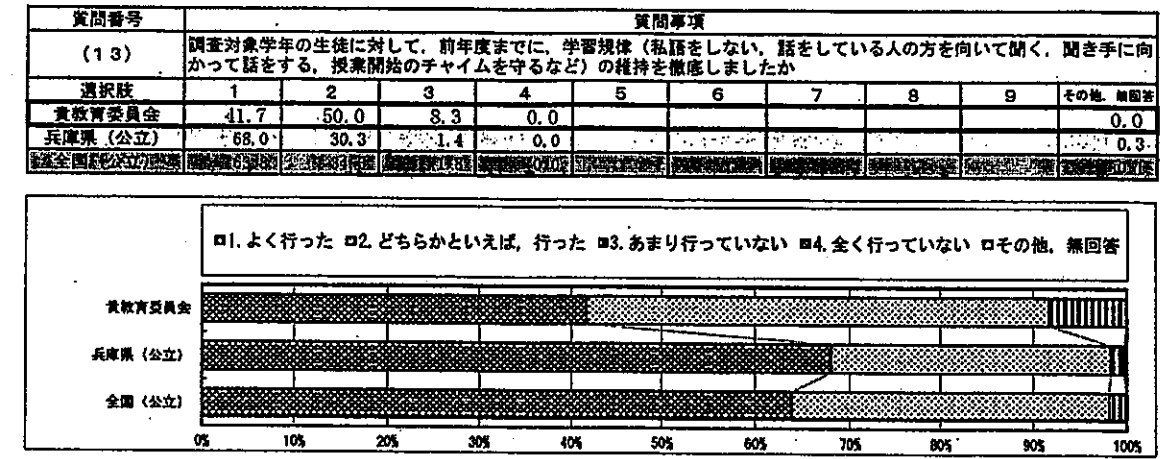 質問番号 質問事項
(13) 調査対象学年の生徒に対して，前年度までに，学習規律（私語をしない，話をしている人の方を向いて聞く，聞き手に向
かって話をする，授業開始のチャイムを守るなど）の維持を徹底しましたか
選択肢 1 2 3 4 5 6 7 8 9 その他，無回答
貴教育委員会 41.7 50.0 8.3 0.0 0.0
兵庫県（公立） 68.0 30.3 1.4 0.0 0.3
全国（公立）
1.よく行った 2.どちらかといえば，行った 3.あまり行っていない 4.全く行っていない その他，無回答
貴教育委員会
兵庫県（公立）
全国（公立）
0% 10% 20% 30% 40% 50% 60% 70% 80% 90% 100%